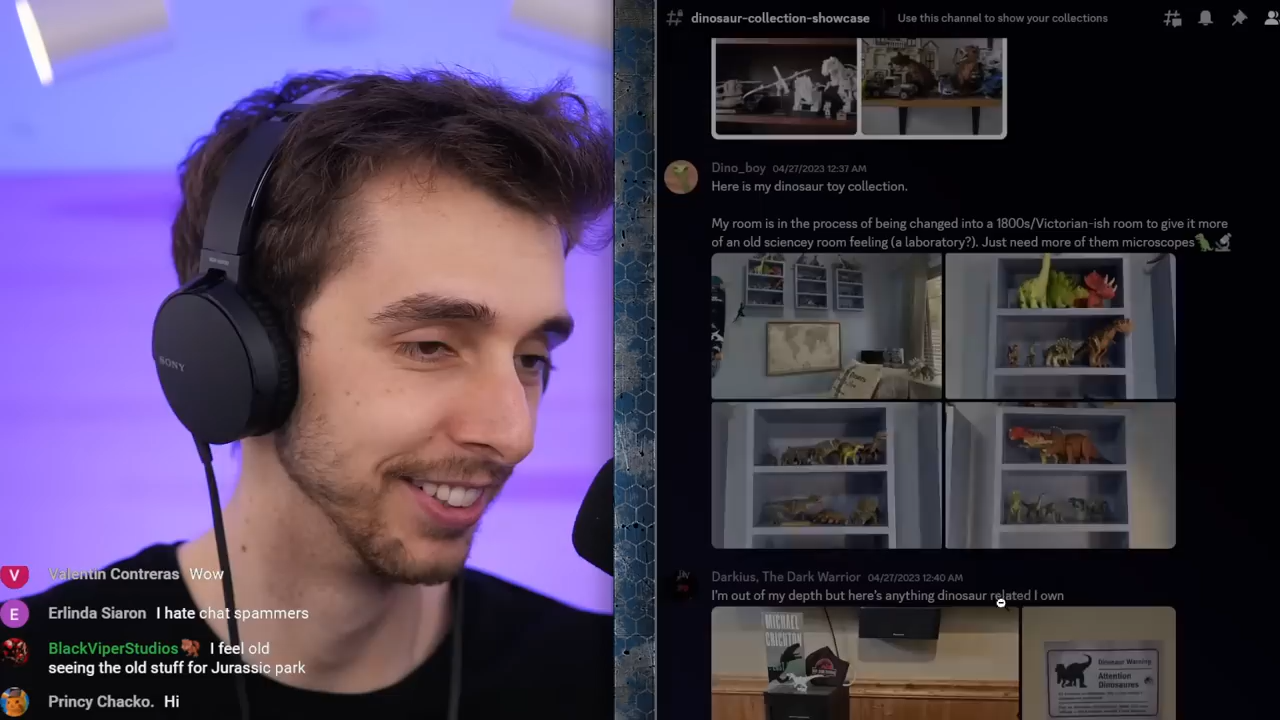 dinosaur-collection-showcase
Use this channel to show your collections
Dino_boy 04/27/2023 12:37 AM
Here is my dinosaur toy collection.
My room is in the process of being changed into a 1800s/Victorian-ish room to give it more
of an old sciencey room feeling (a laboratory?). Just need more of them microscopes
Darkius, The Dark Warrior 04/27/2023 12:40 AM
I'm out of my depth but here's anything dinosaur related I own
MICHAEL
CRICHTON
Dinosaur Warning
Attention
Dinosaures
SONY
V
Valentin Contreras Wow
E
Erlinda Siaron I hate chat spammers
BlackViperStudios I feel old
seeing the old stuff for Jurassic park
Princy Chacko. Hi